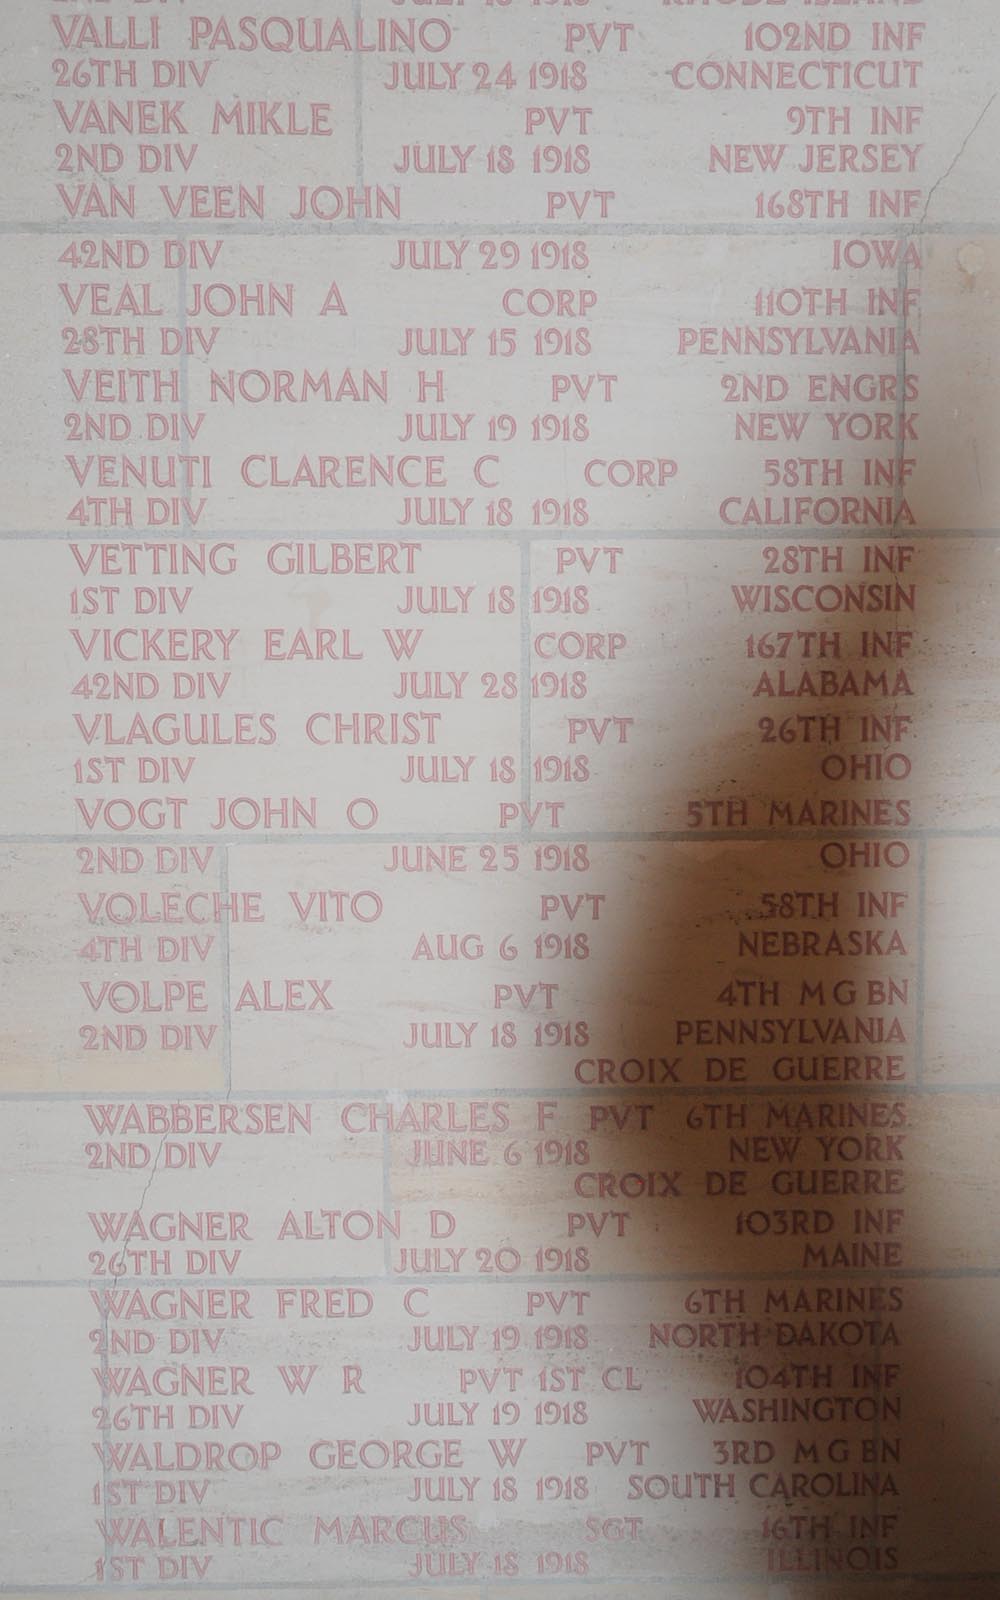 2ND DIV JULY 18 1918 RHODE ISLAND
VALLI PASQUALINO PVT 102ND INF
26TH DIV JULY 24 1918 CONNECTICUT
VANEK MIKLE PVT 9TH INF
2ND DIV JULY 18 1918 NEW JERSEY
VAN VEEN JOHN PVT 168TH INF
42ND DIV JULY 29 1918 IOWA
VEAL JOHN A CORP 110TH INF
28TH DIV JULY 15 1918 PENNSYLVANIA
VEITH NORMAN H PVT 2ND ENGRS
2ND DIV JULY 19 1918 NEW YORK
VENUTI CLARENCE C CORP 58TH INF
4TH DIV JULY 18 1918 CALIFORNIA
VETTING GILBERT PVT 28TH INF
1ST DIV JULY 18 1918 WISCONSIN
VICKERY EARL W CORP 167TH INF
42ND DIV JULY 28 1918 ALABAMA
VLAGULES CHRIST PVT 26TH INF
1ST DIV JULY 18 1918 OHIO
VOGT JOHN O PVT 5TH MARINES
2ND DIV JUNE 25 1918 OHIO
VOLECHE VITO PVT 58TH INF
4TH DIV AUG 6 1918 NEBRASKA
VOLPE ALEX PVT 4TH M G BN
2ND DIV JULY 18 1918 PENNSYLVANIA
CROIX DE GUERRE
WABBERSEN CHARLES F PVT 6TH MARINES
2ND DIV JUNE 6 1918 NEW YORK
CROIX DE GUERRE
WAGNER ALTON D PVT 103RD INF
26TH DIV JULY 20 1918 MAINE
WAGNER FRED C PVT 6TH MARINES
2ND DIV JULY 19 1918 NORTH DAKOTA
WAGNER W R PVT 1ST CL 104TH INF
26TH DIV JULY 19 1918 WASHINGTON
WALDROP GEORGE W PVT 3RD M G BN
1ST DIV JULY 18 1918 SOUTH CAROLINA
WALENTIC MARCUS SGT 16TH INF
1ST DIV JULY 18 1918 ILLINOIS